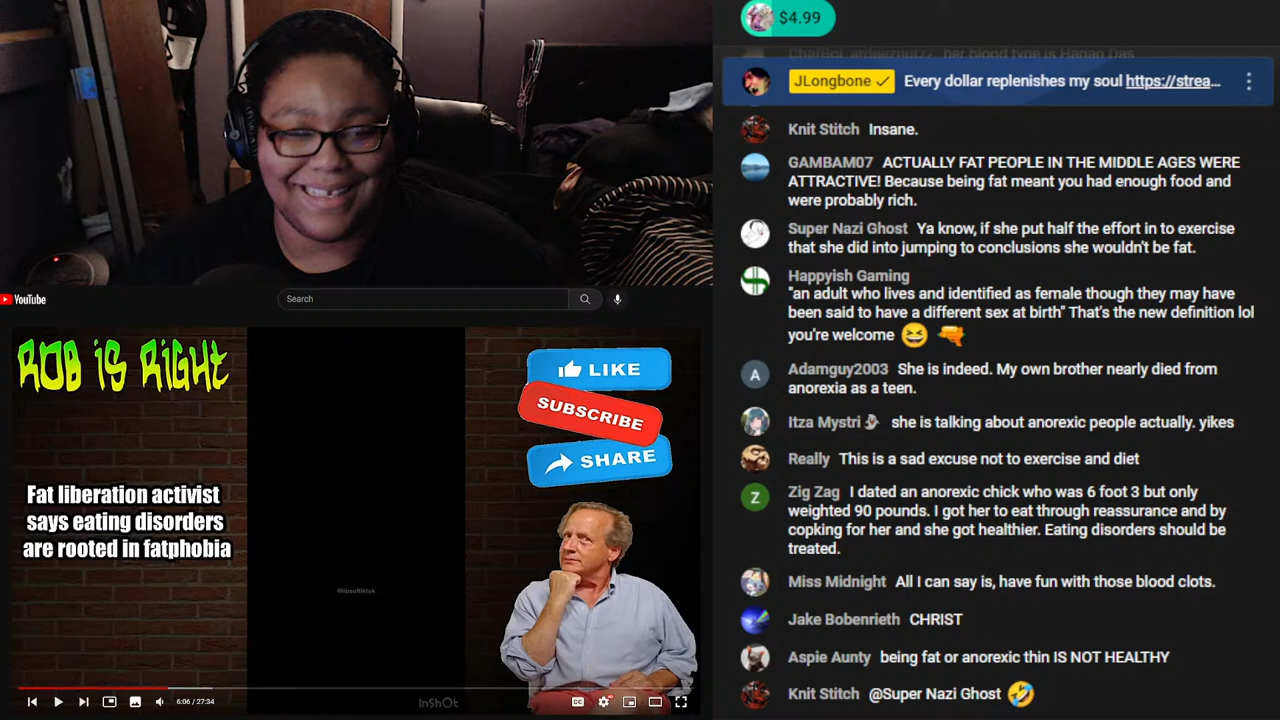 $4.99
her blood type is Hagan Das
JLongbone ✓ Every dollar replenishes my soul https://strea...
Knit Stitch Insane.
GAMBAM07 ACTUALLY FAT PEOPLE IN THE MIDDLE AGES WERE
ATTRACTIVE! Because being fat meant you had enough food and
were probably rich.
Super Nazi Ghost Ya know, if she put half the effort in to exercise
that she did into jumping to conclusions she wouldn't be fat.
Happyish Gaming
"an adult who lives and identified as female though they may have
been said to have a different sex at birth" That's the new definition lol
you're welcome 😆 🔫
Adamguy2003 She is indeed. My own brother nearly died from
anorexia as a teen.
Itza Mystri she is talking about anorexic people actually. yikes
Really This is a sad excuse not to exercise and diet
Zig Zag I dated an anorexic chick who was 6 foot 3 but only
weighted 90 pounds. I got her to eat through reassurance and by
copking for her and she got healthier. Eating disorders should be
treated.
Miss Midnight All I can say is, have fun with those blood clots.
Jake Bobenrieth CHRIST
Aspie Aunty being fat or anorexic thin IS NOT HEALTHY
Knit Stitch @Super Nazi Ghost 🤣
A
Z
YouTube
Search
ROB iS RiGHt
LIKE
SUBSCRIBE
SHARE
Fat liberation activist
says eating disorders
are rooted in fatphobia
@libsoftiktok
6:06 / 27:34
InShOt
CC